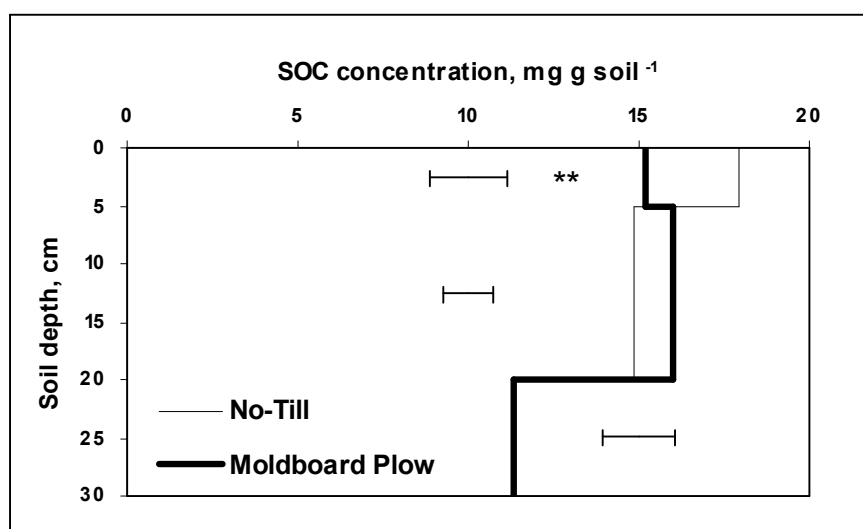 SOC concentration, mg g soil -1
0 5 10 15 20
**
0
5
10
15
20
25
30
Soil depth, cm
No-Till
Moldboard Plow